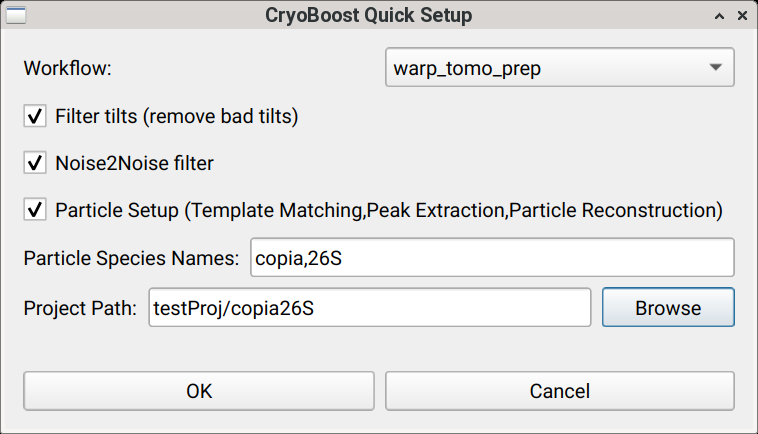 CryoBoost Quick Setup
Workflow: warp_tomo_prep
Filter tilts (remove bad tilts)
Noise2Noise filter
Particle Setup (Template Matching,Peak Extraction,Particle Reconstruction)
Particle Species Names: copia,26S
Project Path: testProj/copia26S Browse
OK Cancel